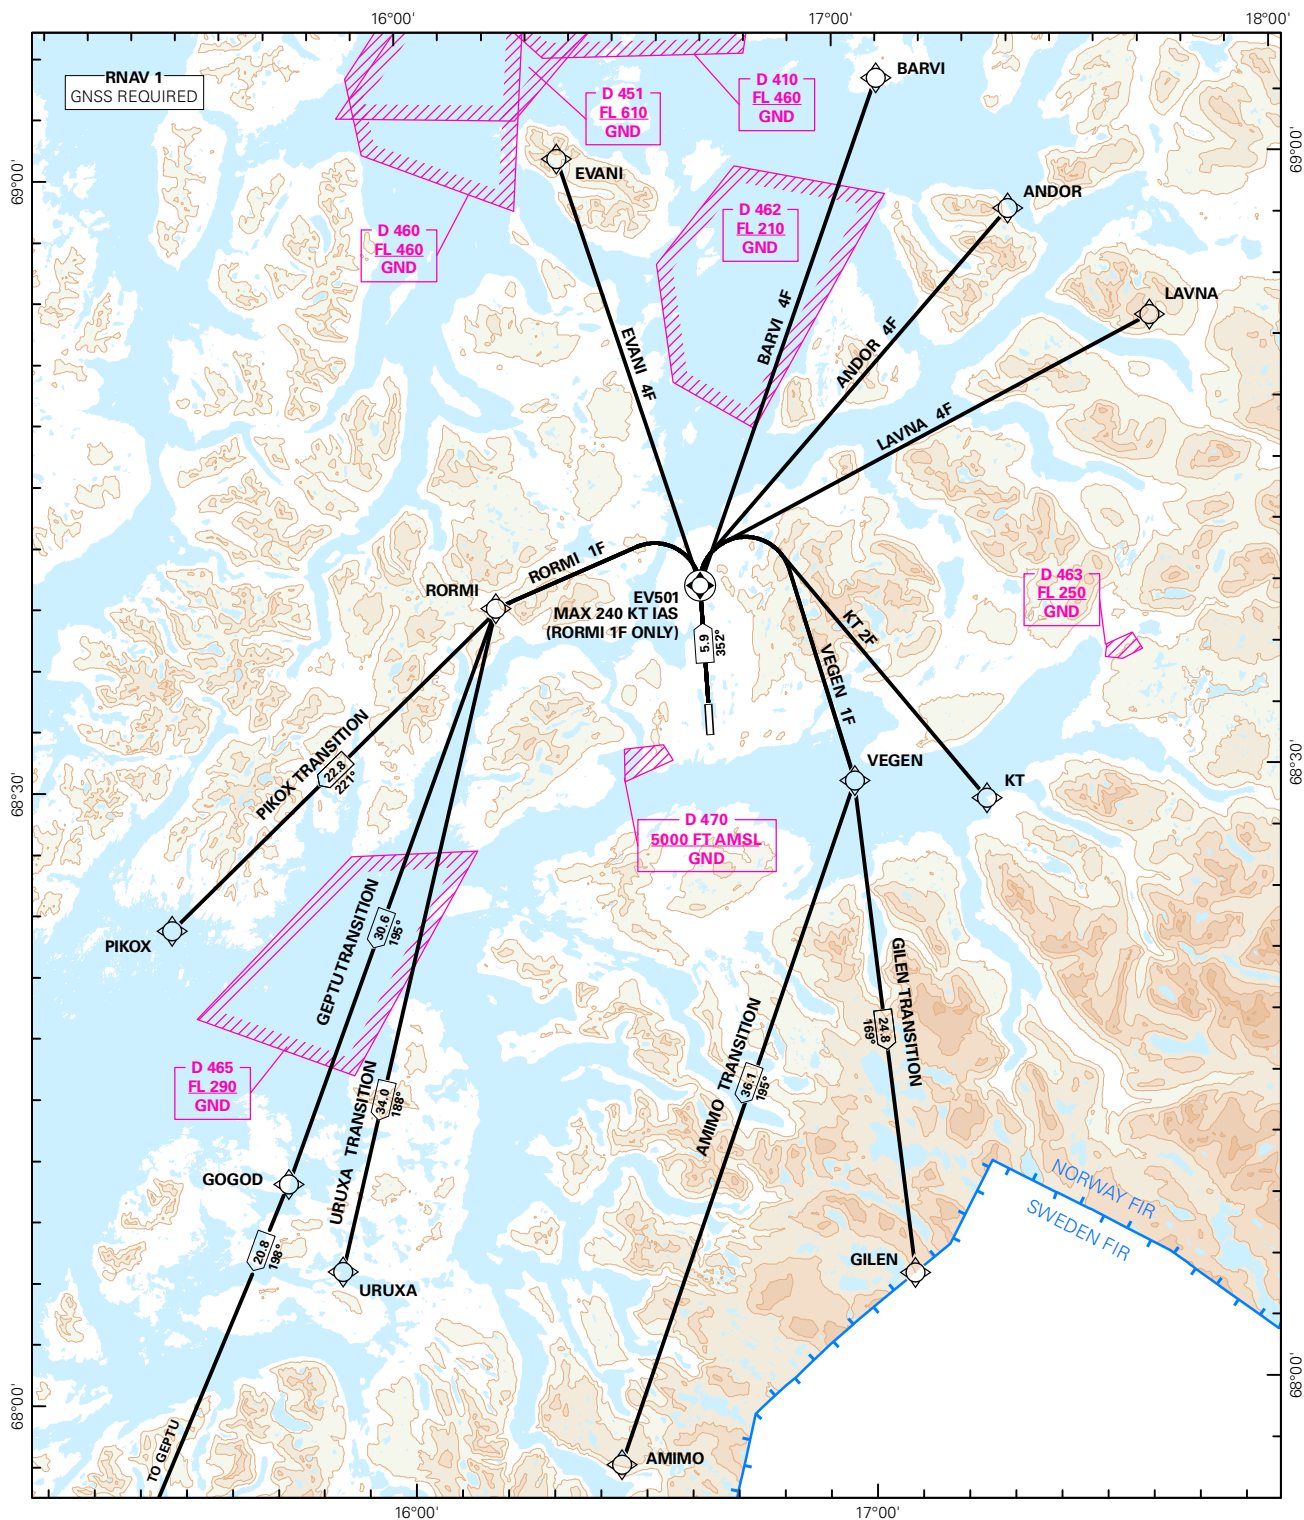 16°00'
17°00'
18°00'
RNAV 1
GNSS REQUIRED
BARVI
D 451
FL 610
GND
D 410
FL 460
GND
69°00'
69°00'
EVANI
ANDOR
D 460
FL 460
GND
D 462
FL 210
GND
LAVNA
EVANI 4F
BARVI 4F
ANDOR 4F
LAVNA 4F
RORMI 1F
RORMI
EV501
MAX 240 KT IAS
(RORMI 1F ONLY)
D 463
FL 250
GND
5.9
352°
KT 2F
VEGEN 1F
VEGEN
KT
68°30'
68°30'
PIKOX TRANSITION
22.8
221°
D 470
5000 FT AMSL
GND
PIKOX
GEPTU TRANSITION
30.6
195°
GILEN TRANSITION
24.8
169°
D 465
FL 290
GND
URUXA TRANSITION
34.0
188°
AMIMO TRANSITION
36.1
195°
GOGOD
NORWAY FIR
SWEDEN FIR
20.8
198°
URUXA
GILEN
68°00'
68°00'
TO GEPTU
AMIMO
16°00'
17°00'